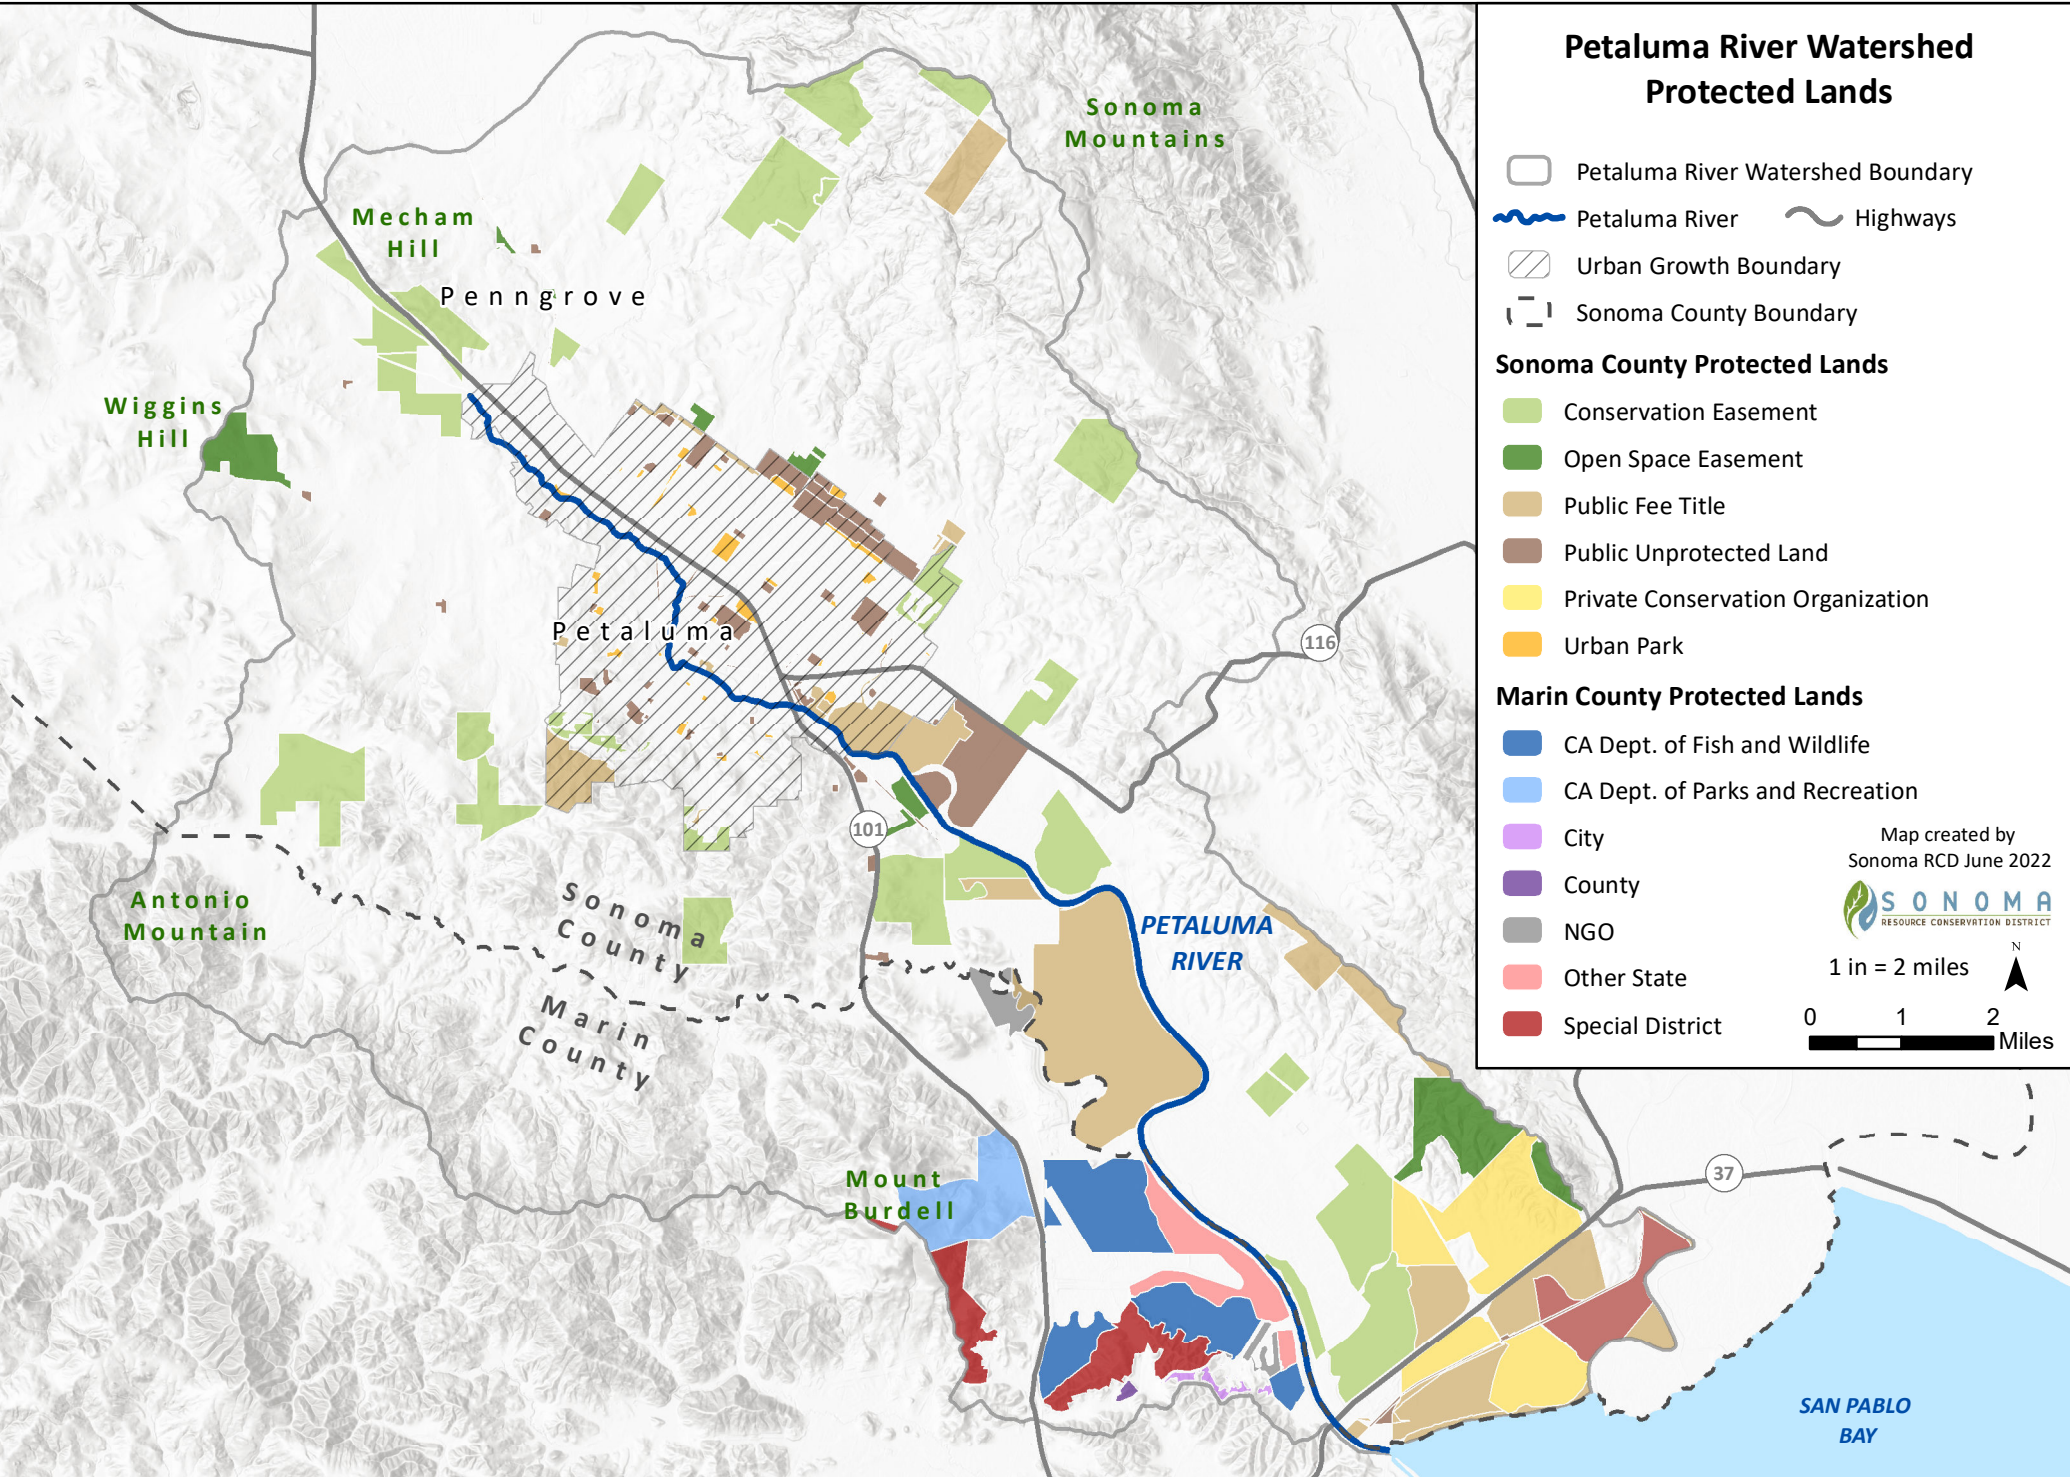 Petaluma River Watershed
Protected Lands
Petaluma River Watershed Boundary
Petaluma River
Highways
Urban Growth Boundary
Sonoma County Boundary
Sonoma County Protected Lands
Conservation Easement
Open Space Easement
Public Fee Title
Public Unprotected Land
Private Conservation Organization
Urban Park
Marin County Protected Lands
CA Dept. of Fish and Wildlife
CA Dept. of Parks and Recreation
City
County
NGO
Other State
Special District
Map created by
Sonoma RCD June 2022
SONOMA
RESOURCE CONSERVATION DISTRICT
N
1 in = 2 miles
0 1 2
Miles
Sonoma
Mountains
Mecham
Hill
Penngrove
Wiggins
Hill
Petaluma
116
101
Antonio
Mountain
Sonoma
County
Marin
County
PETALUMA
RIVER
Mount
Burdell
37
SAN PABLO
BAY